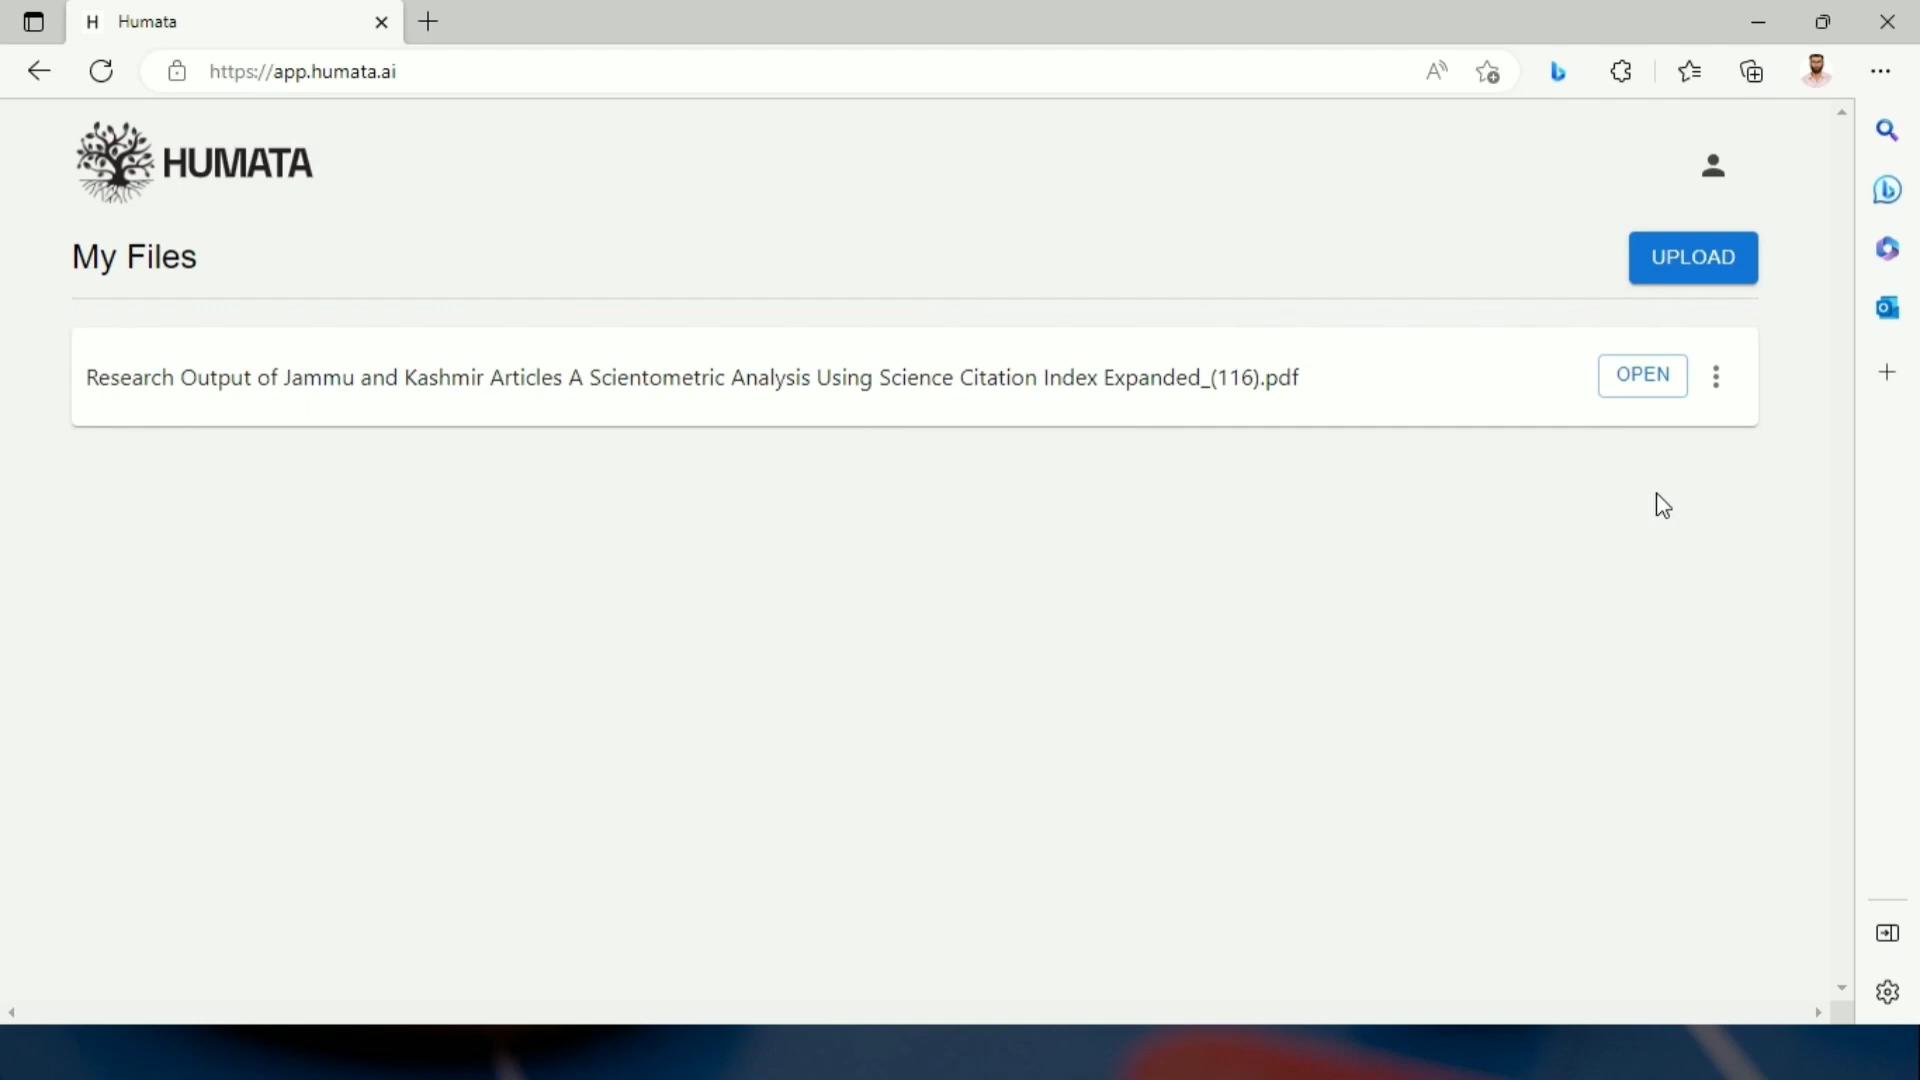 H Humata
https://app.humata.ai
HUMATA
My Files
UPLOAD
Research Output of Jammu and Kashmir Articles A Scientometric Analysis Using Science Citation Index Expanded_(116).pdf
OPEN